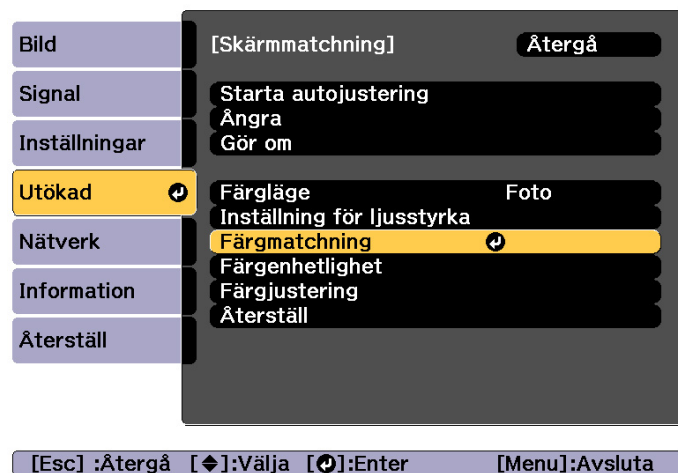 Bild
Signal
Inställningar
Utökad
Nätverk
Information
Återställ
[Skärmmatchning] Återgå
Starta autojustering
Ångra
Gör om
Färgläge Foto
Inställning för ljusstyrka
Färgmatchning
Färgenhetlighet
Färgjustering
Återställ
[Esc] :Återgå [◆]:Välja [↵]:Enter [Menu]:Avsluta